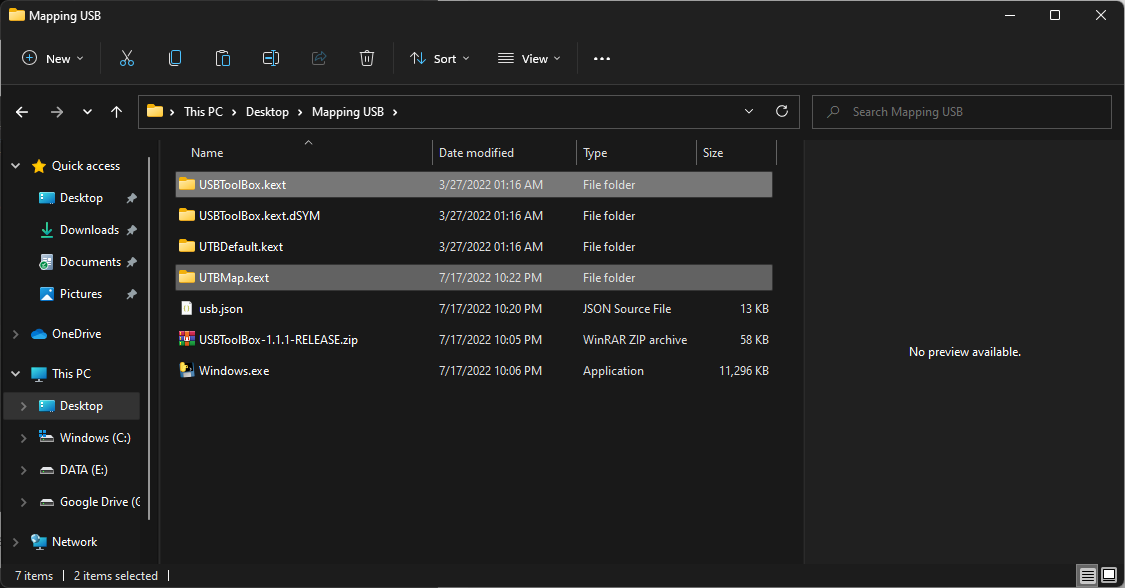 Mapping USB
New
Sort
View
This PC > Desktop > Mapping USB >
Search Mapping USB
Name Date modified Type Size
Quick access
Desktop
Downloads
Documents
Pictures
OneDrive
This PC
Desktop
Windows (C:)
DATA (E:)
Google Drive (G
Network
USBToolBox.kext 3/27/2022 01:16 AM File folder
USBToolBox.kext.dSYM 3/27/2022 01:16 AM File folder
UTBDefault.kext 3/27/2022 01:16 AM File folder
UTBMap.kext 7/17/2022 10:22 PM File folder
usb.json 7/17/2022 10:20 PM JSON Source File 13 KB
USBToolBox-1.1.1-RELEASE.zip 7/17/2022 10:05 PM WinRAR ZIP archive 58 KB
Windows.exe 7/17/2022 10:06 PM Application 11,296 KB
No preview available.
7 items | 2 items selected |